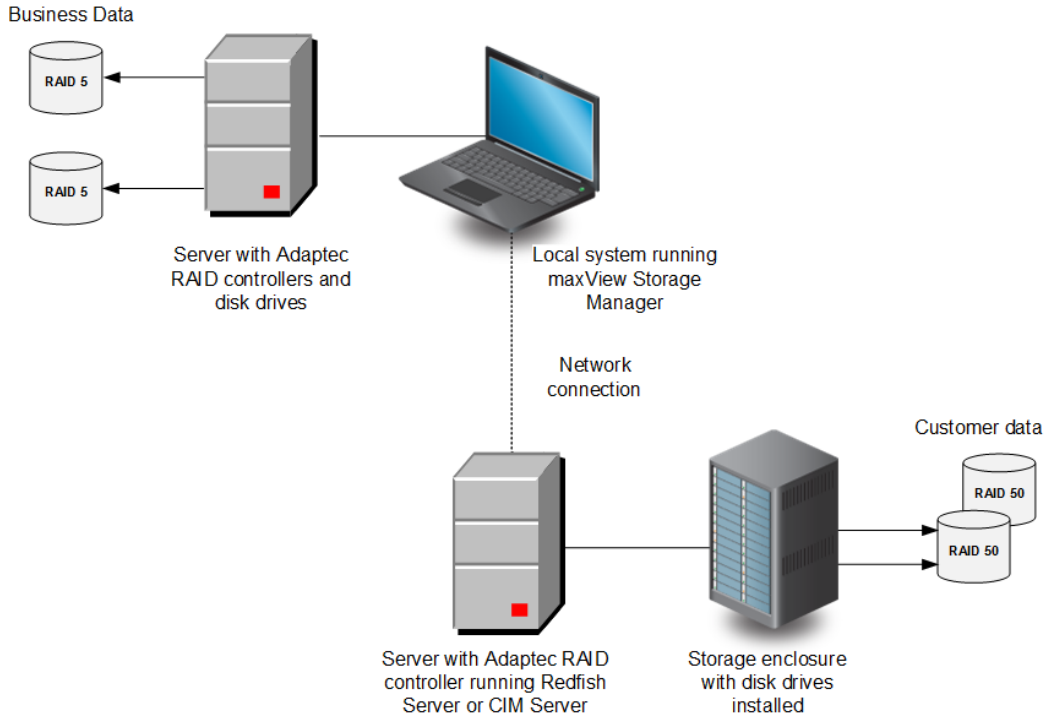 Business Data
RAID 5
RAID 5
Server with Adaptec
RAID controllers and
disk drives
Local system running
maxView Storage
Manager
Network
connection
Customer data
RAID 50
RAID 50
Server with Adaptec RAID
controller running Redfish
Server or CIM Server
Storage enclosure
with disk drives
installed